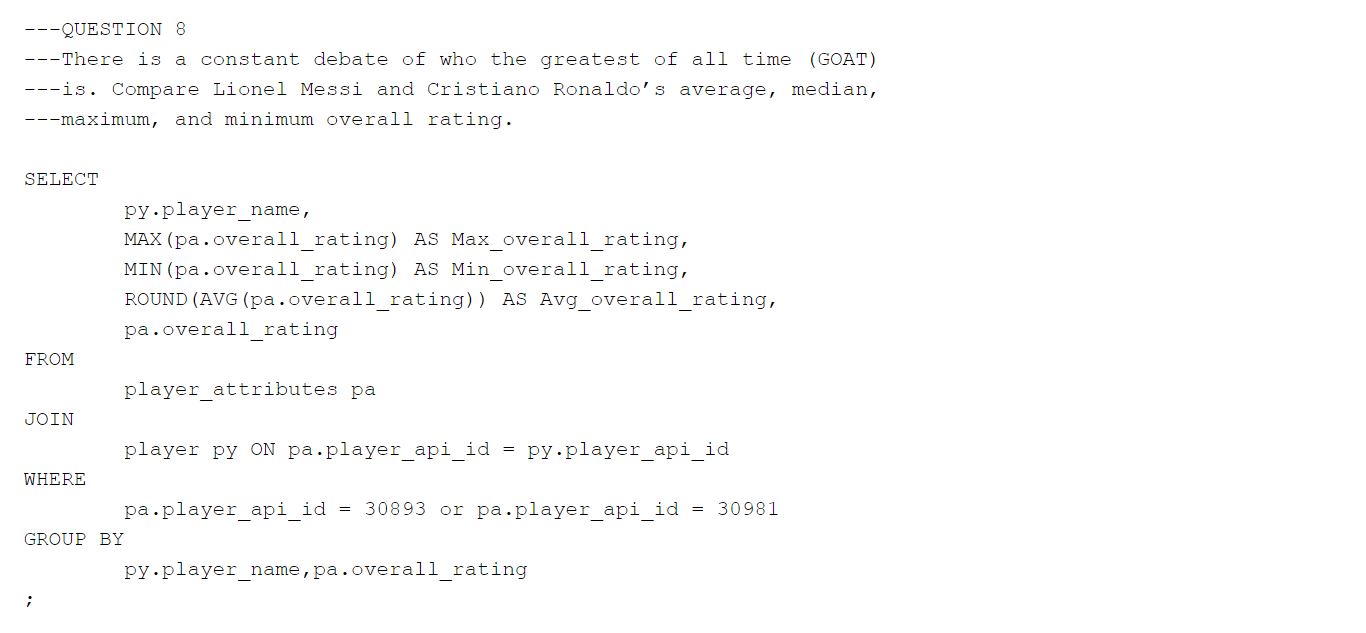 ---QUESTION 8
---There is a constant debate of who the greatest of all time (GOAT)
---is. Compare Lionel Messi and Cristiano Ronaldo’s average, median,
---maximum, and minimum overall rating.
SELECT
py.player_name,
MAX(pa.overall_rating) AS Max_overall_rating,
MIN(pa.overall_rating) AS Min_overall_rating,
ROUND(AVG(pa.overall_rating)) AS Avg_overall_rating,
pa.overall_rating
FROM
player_attributes pa
JOIN
player py ON pa.player_api_id = py.player_api_id
WHERE
pa.player_api_id = 30893 or pa.player_api_id = 30981
GROUP BY
py.player_name,pa.overall_rating
;